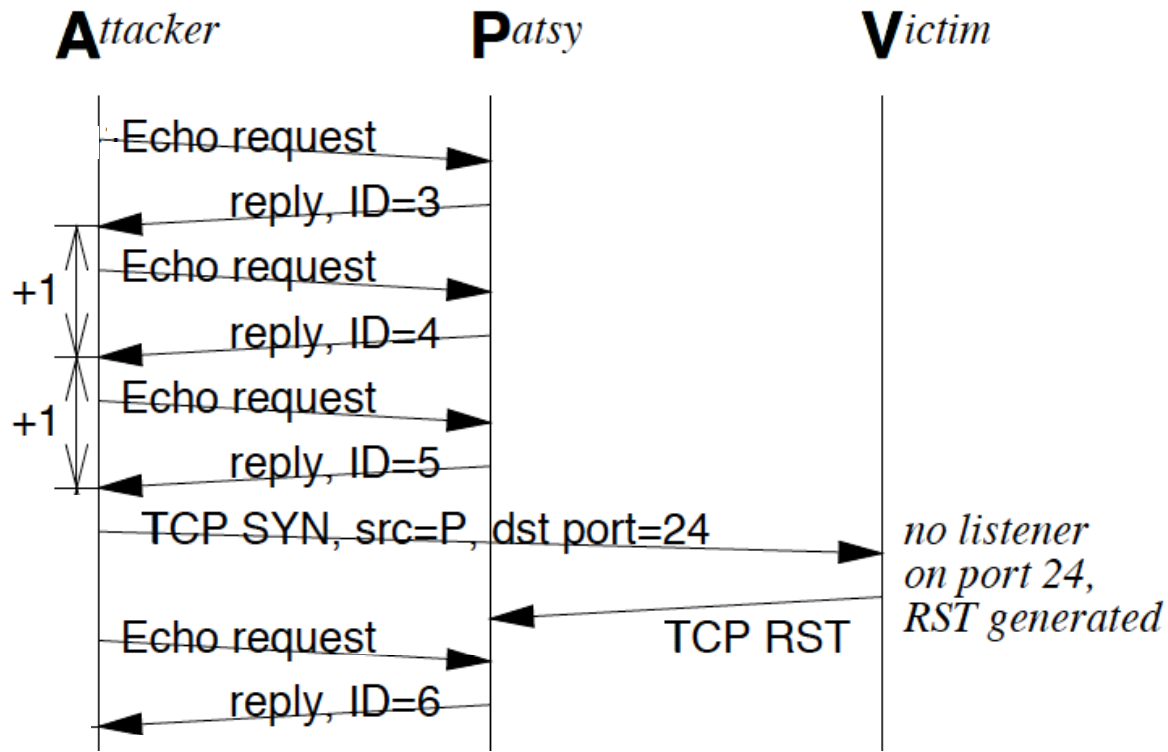 Attacker Patsy Victim
Echo request
reply, ID=3
+1
Echo request
reply, ID=4
+1
Echo request
reply, ID=5
TCP SYN, src=P, dst port=24
no listener
on port 24,
RST generated
TCP RST
Echo request
reply, ID=6